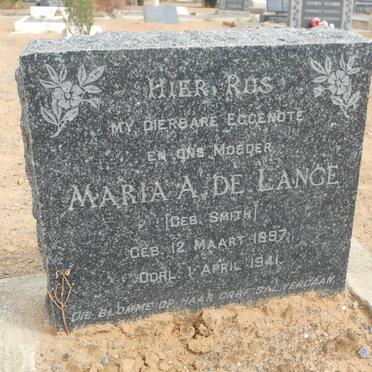 HIER RUS
MY DIERBARE EGGENOTE
EN ONS MOEDER
MARIA A. DE LANGE
[GEB. SMITH]
GEB. 12 MAART 1897,
OORL. 1 APRIL 1941.
DIE BLOMME OP HAAR GRAF SAL VERGAAN,